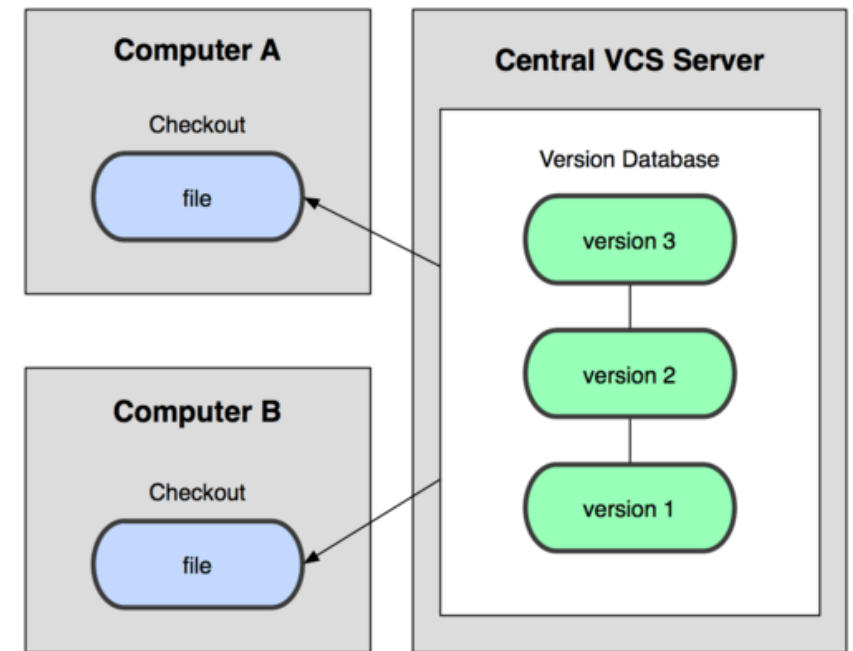 Computer A
Checkout
file
Computer B
Checkout
file
Central VCS Server
Version Database
version 3
version 2
version 1